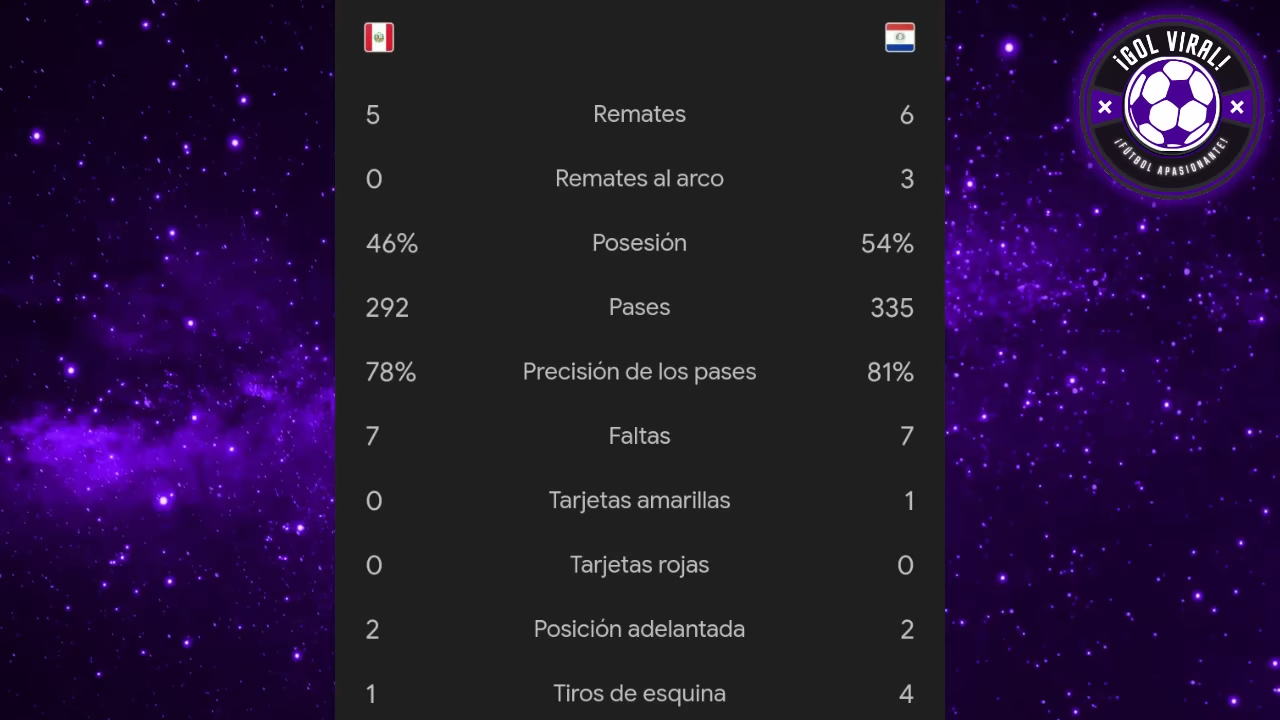 ¡GOL VIRAL!
¡FÚTBOL APASIONANTE!
5 Remates 6
0 Remates al arco 3
46% Posesión 54%
292 Pases 335
78% Precisión de los pases 81%
7 Faltas 7
0 Tarjetas amarillas 1
0 Tarjetas rojas 0
2 Posición adelantada 2
1 Tiros de esquina 4